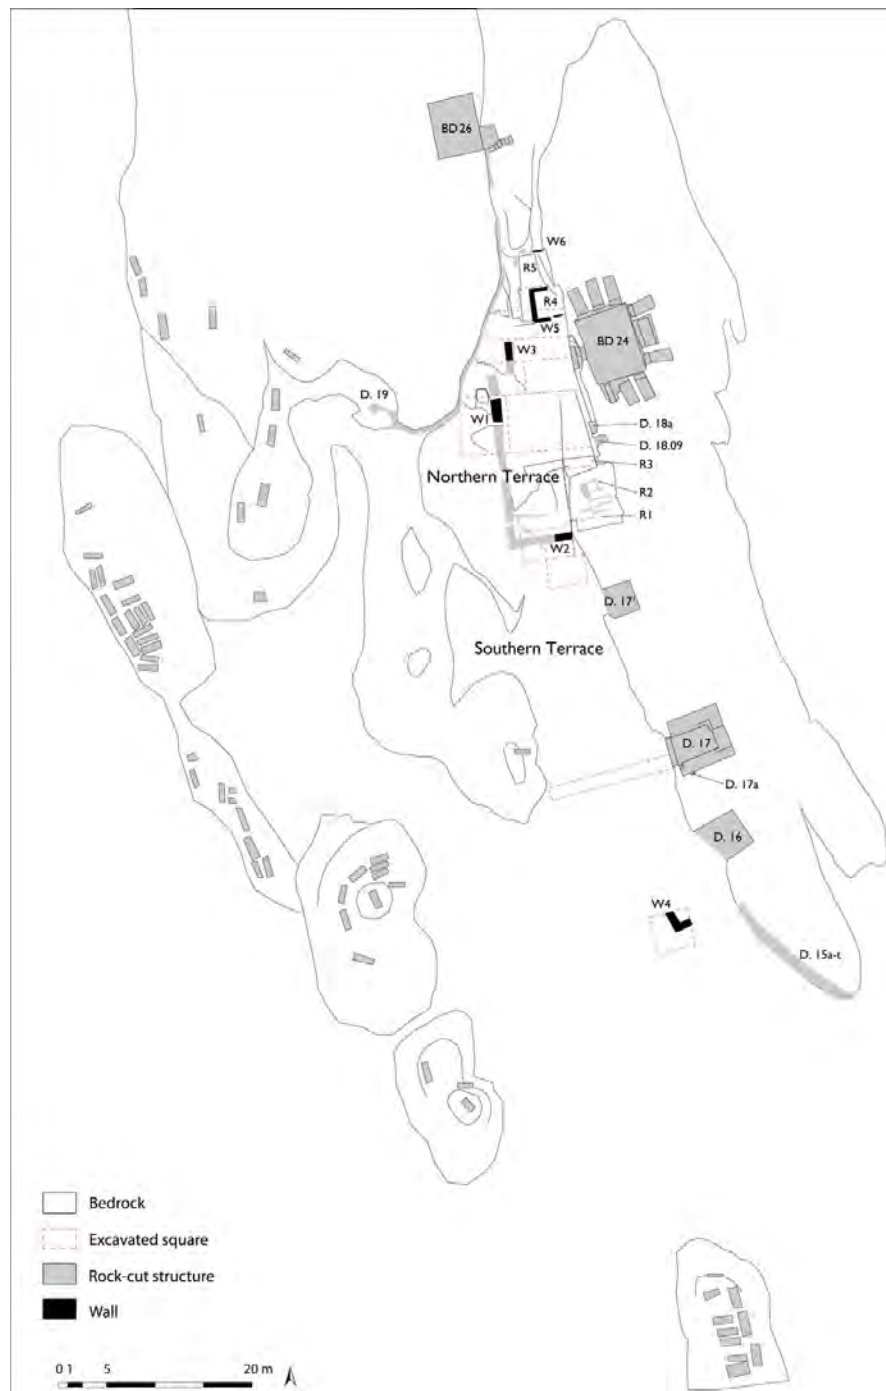 BD 26
W6
R5
R4
W5
BD 24
W3
D. 19
W1
D. 18a
D. 18.09
R3
Northern Terrace
R2
R1
W2
D. 17'
Southern Terrace
D. 17
D. 17a
D. 16
W4
D. 15a-t
Bedrock
Excavated square
Rock-cut structure
Wall
0 1 5 20 m